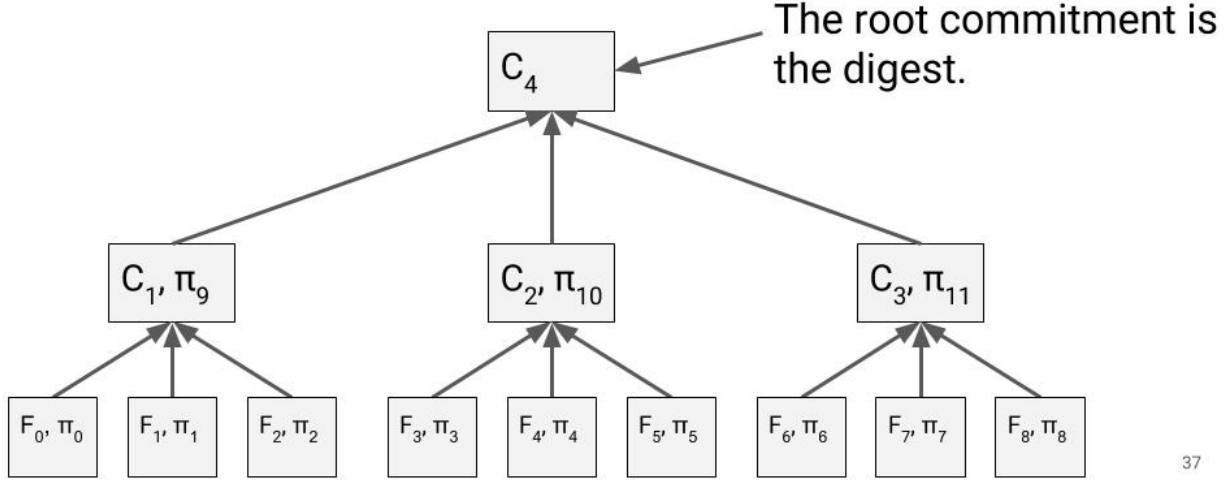 The root commitment is
the digest.
C₄
C₁, π₉
C₂, π₁₀
C₃, π₁₁
F₀, π₀
F₁, π₁
F₂, π₂
F₃, π₃
F₄, π₄
F₅, π₅
F₆, π₆
F₇, π₇
F₈, π₈
37